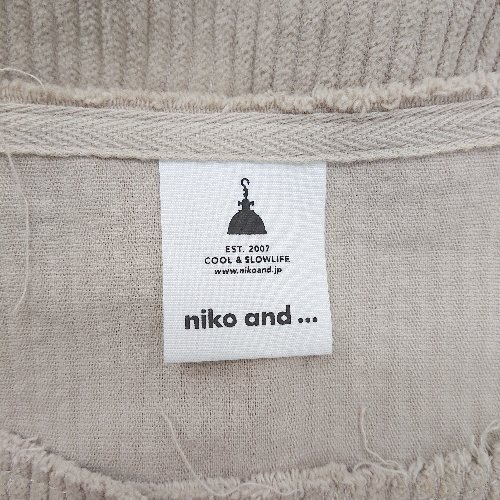 EST. 2007
COOL & SLOWLIFE
www.nikoand.jp
niko and ...